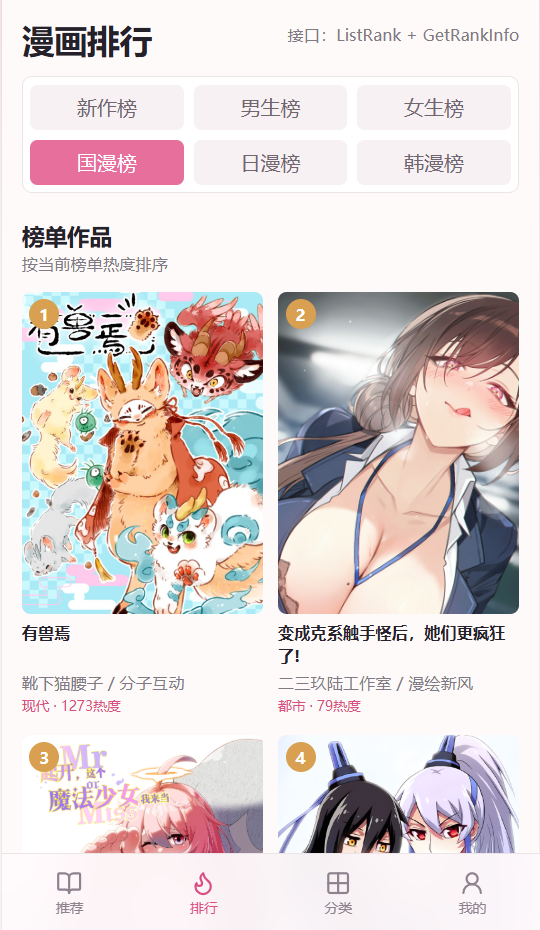 漫画排行
接口：ListRank + GetRankInfo
新作榜
男生榜
女生榜
国漫榜
日漫榜
韩漫榜
榜单作品
按当前榜单热度排序
1
有兽焉
2
有兽焉
靴下猫腰子 / 分子互动
现代 · 1273热度
变成克系触手怪后，她们更疯狂
了!
二三玖陆工作室 / 漫绘新风
都市 · 79热度
3
Mr
起开，这个
or
魔法少女
我来当
Miss
4
推荐
排行
分类
我的